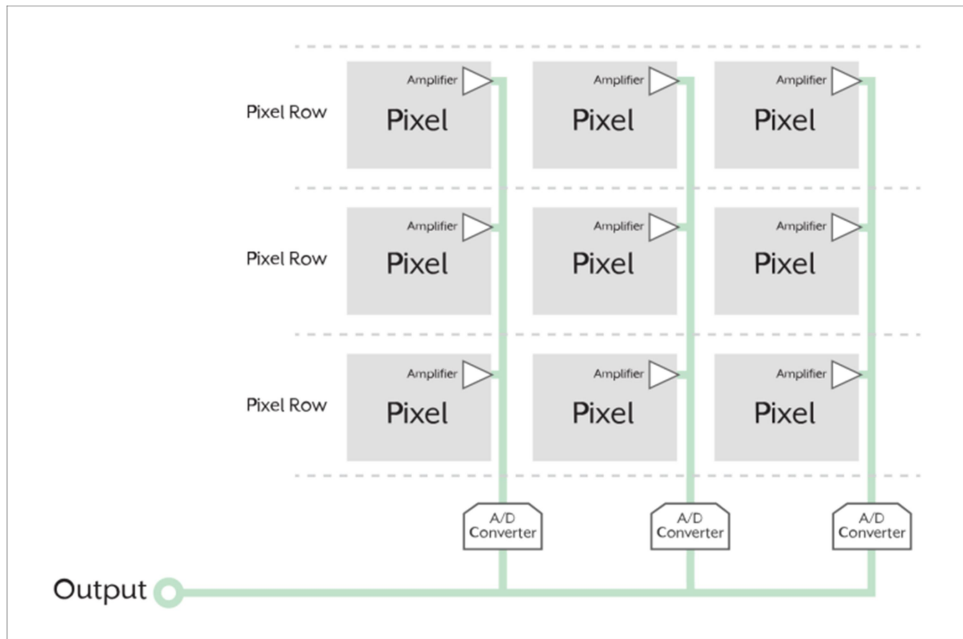 Amplifier Amplifier Amplifier
Pixel Row Pixel Pixel Pixel
Amplifier Amplifier Amplifier
Pixel Row Pixel Pixel Pixel
Amplifier Amplifier Amplifier
Pixel Row Pixel Pixel Pixel
A/D A/D A/D
Converter Converter Converter
Output